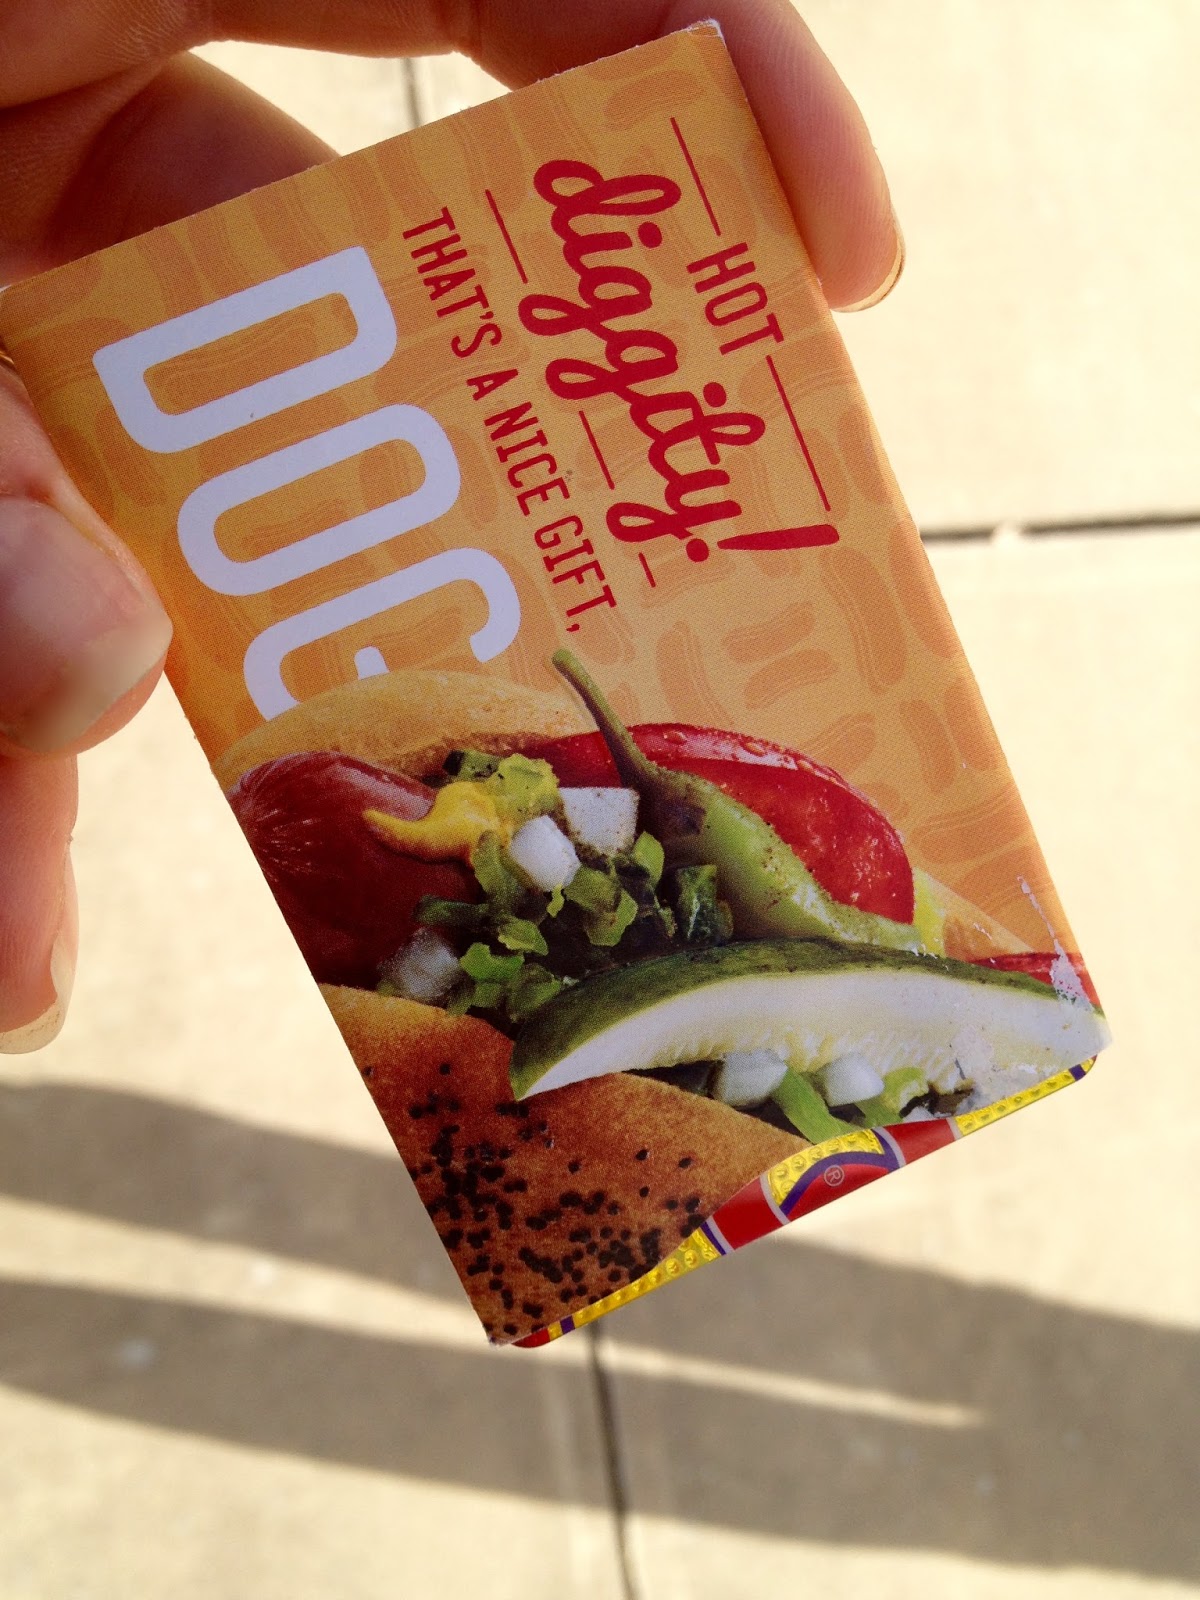 HOT
diggity!
THAT'S A NICE GIFT,
DOG
®